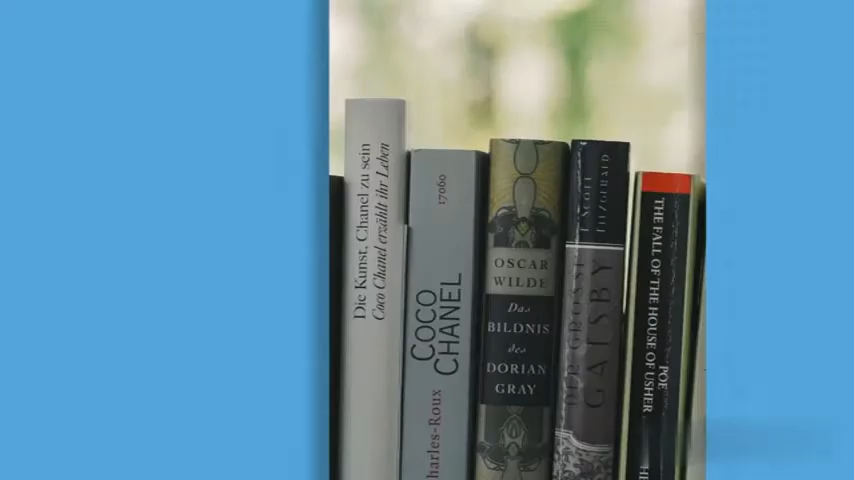 Die Kunst, Chanel zu sein
Coco Chanel erzählt ihr Leben
17060
COCO
CHANEL
harles-Roux
OSCAR
WILDE
Das
BILDNIS
des
DORIAN
GRAY
F. SCOTT
FITZGERALD
DER GROSSE
GATSBY
POE
THE FALL OF THE HOUSE OF USHER